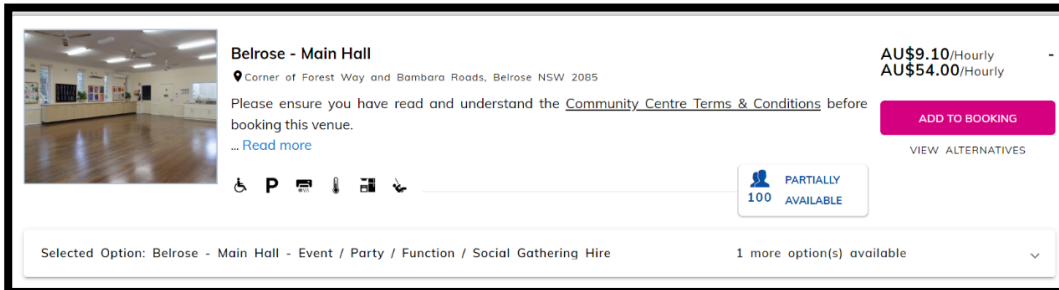 Belrose - Main Hall
Corner of Forest Way and Bambara Roads, Belrose NSW 2085
Please ensure you have read and understand the Community Centre Terms & Conditions before
booking this venue.
... Read more
P
AU$9.10/Hourly -
AU$54.00/Hourly
ADD TO BOOKING
VIEW ALTERNATIVES
100
PARTIALLY
AVAILABLE
Selected Option: Belrose - Main Hall - Event / Party / Function / Social Gathering Hire
1 more option(s) available